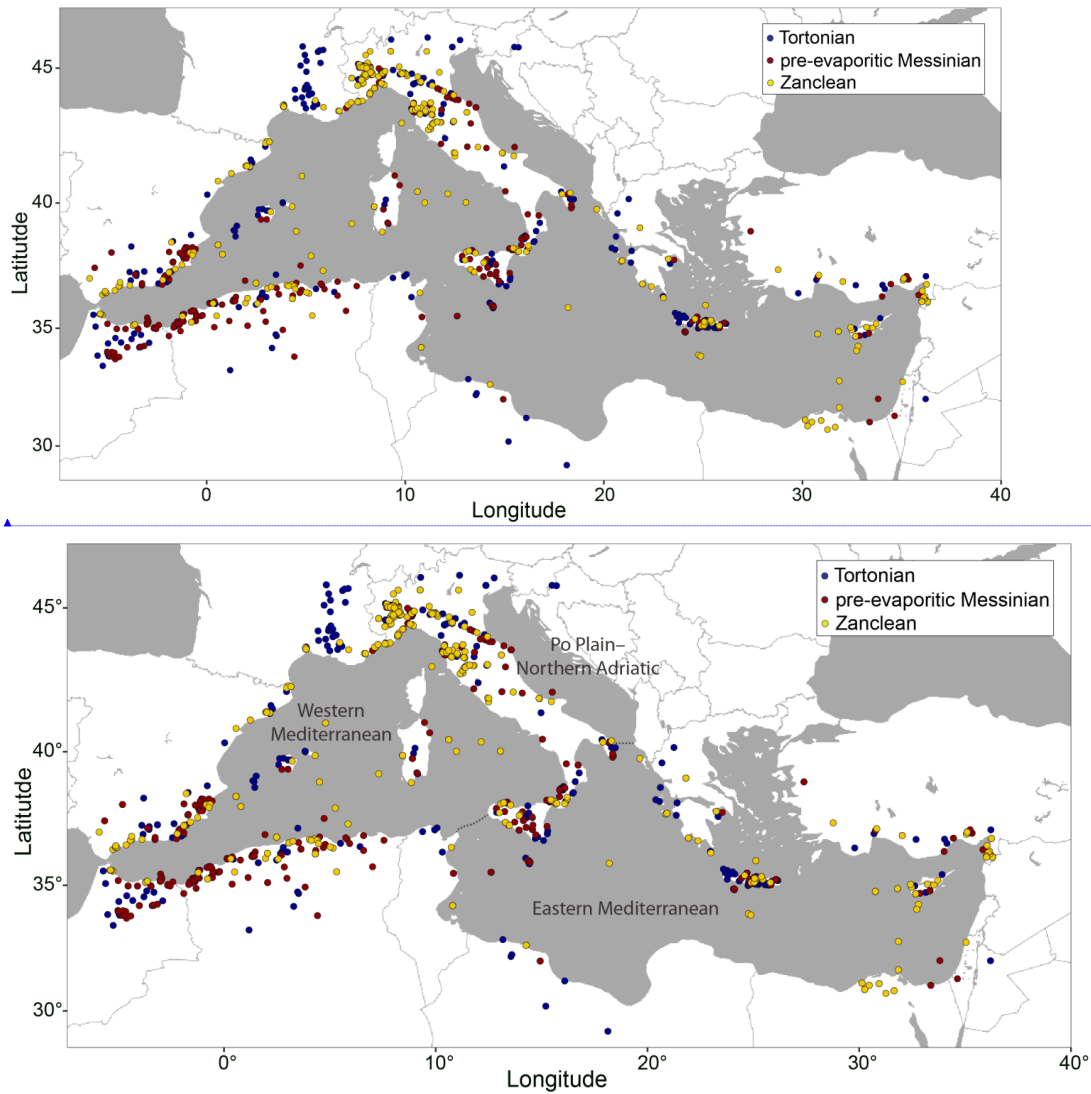 Tortonian
pre-evaporitic Messinian
Zanclean
45
40
35
30
Latitutde
0
10
20
30
40
Longitude
Tortonian
pre-evaporitic Messinian
Zanclean
Po Plain–
Northern Adriatic
Western
Mediterranean
Eastern Mediterranean
45°
40°
35°
30°
Latitutde
0°
10°
20°
30°
40°
Longitude